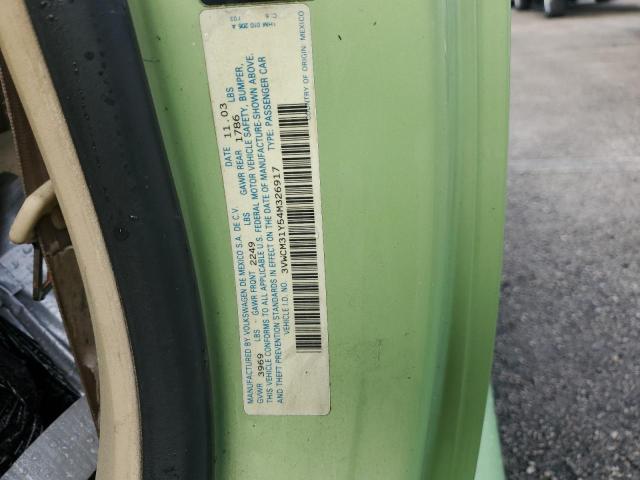 MANUFACTURED BY VOLKSWAGEN DE MEXICO S.A. DE C.V. DATE 11.03
GVWR 3969 LBS - GAWR FRONT 2249 LBS GAWR REAR 1786 LBS
THIS VEHICLE CONFORMS TO ALL APPLICABLE U.S. FEDERAL MOTOR VEHICLE SAFETY, BUMPER,
AND THEFT PREVENTION STANDARDS IN EFFECT ON THE DATE OF MANUFACTURE SHOWN ABOVE.
VEHICLE I.D. NO. 3VWCM31Y54M326917 TYPE: PASSENGER CAR
COUNTRY OF ORIGIN: MEXICO